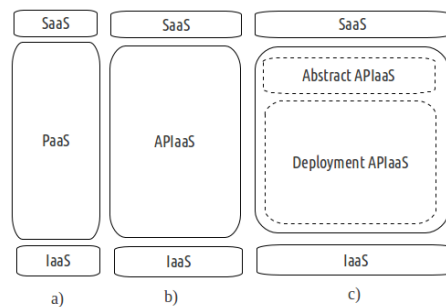 SaaS
PaaS
IaaS
a)
SaaS
APIaaS
IaaS
b)
SaaS
Abstract APIaaS
Deployment APIaaS
IaaS
c)